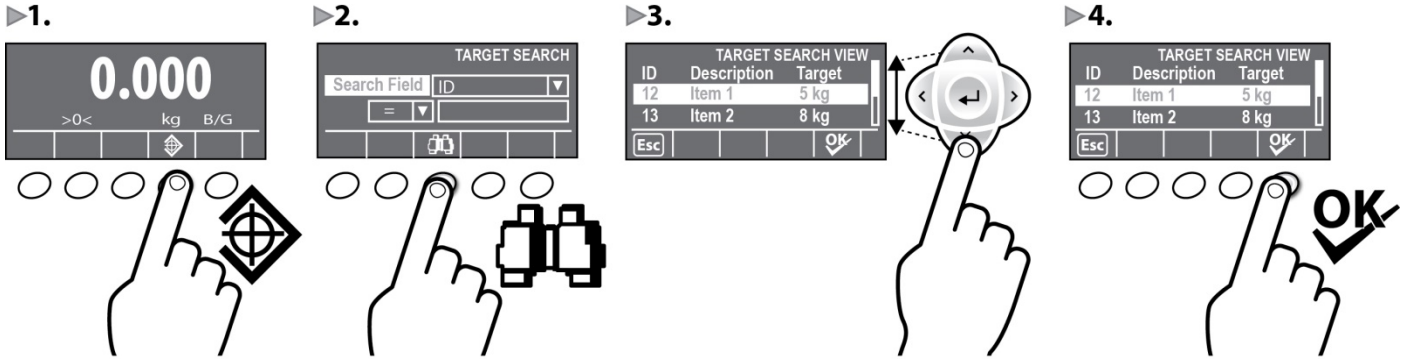 1.
0.000
>0< kg B/G
2.
TARGET SEARCH
Search Field ID
=
3.
TARGET SEARCH VIEW
ID Description Target
12 Item 1 5 kg
13 Item 2 8 kg
Esc OK
4.
TARGET SEARCH VIEW
ID Description Target
12 Item 1 5 kg
13 Item 2 8 kg
Esc OK
OK